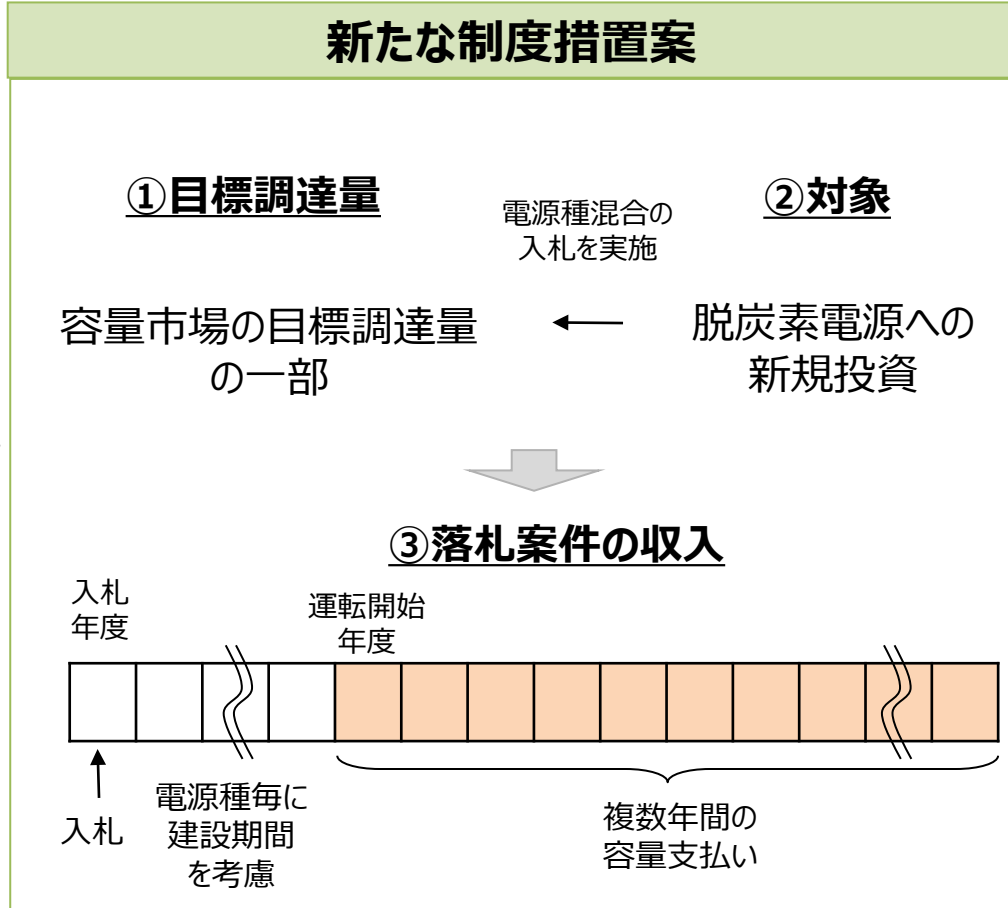 新たな制度措置案
①目標調達量
電源種混合の
入札を実施
②対象
容量市場の目標調達量
の一部
脱炭素電源への
新規投資
③落札案件の収入
入札
年度
運転開始
年度
入札
電源種毎に
建設期間
を考慮
複数年間の
容量支払い